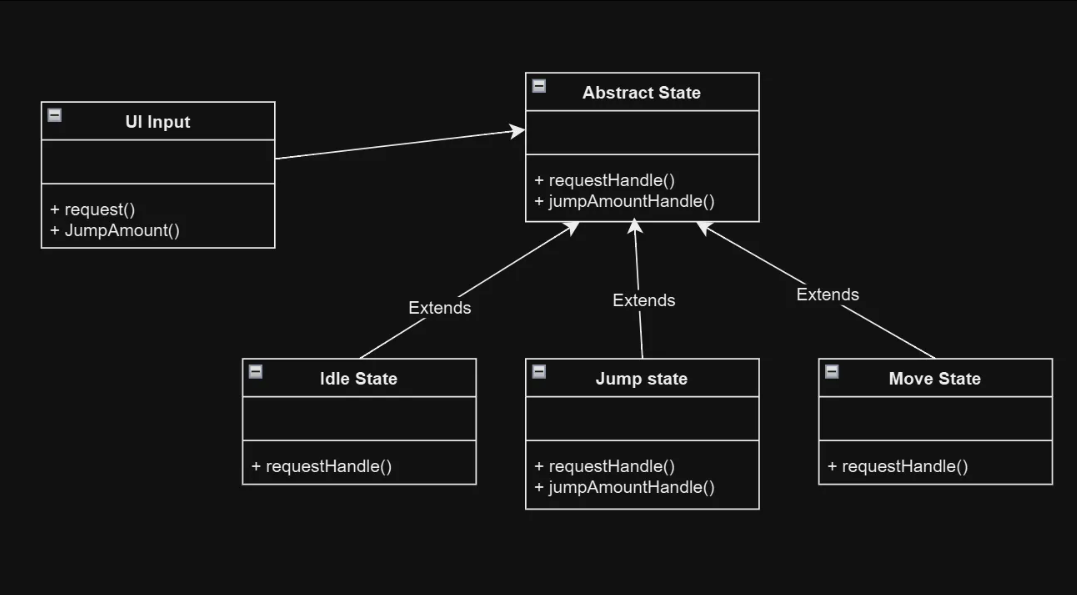 UI Input
+ request()
+ JumpAmount()
Abstract State
+ requestHandle()
+ jumpAmountHandle()
Extends
Extends
Extends
Idle State
+ requestHandle()
Jump state
+ requestHandle()
+ jumpAmountHandle()
Move State
+ requestHandle()